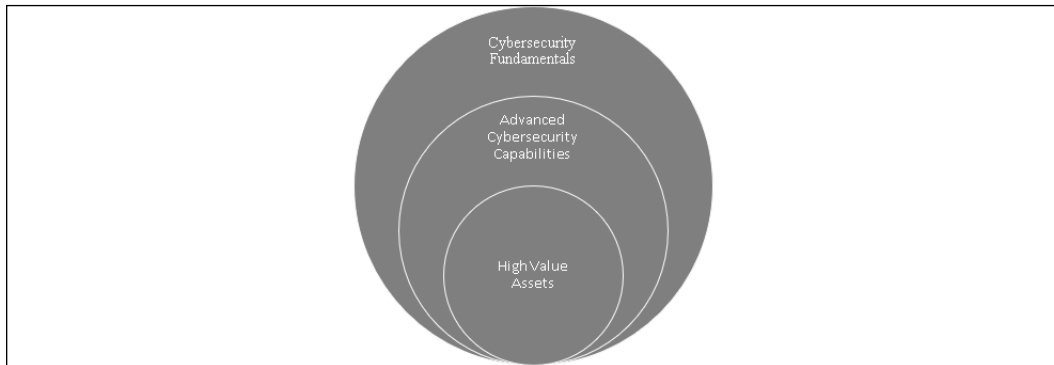 Cybersecurity
Fundamentals
Advanced
Cybersecurity
Capabilities
High Value
Assets